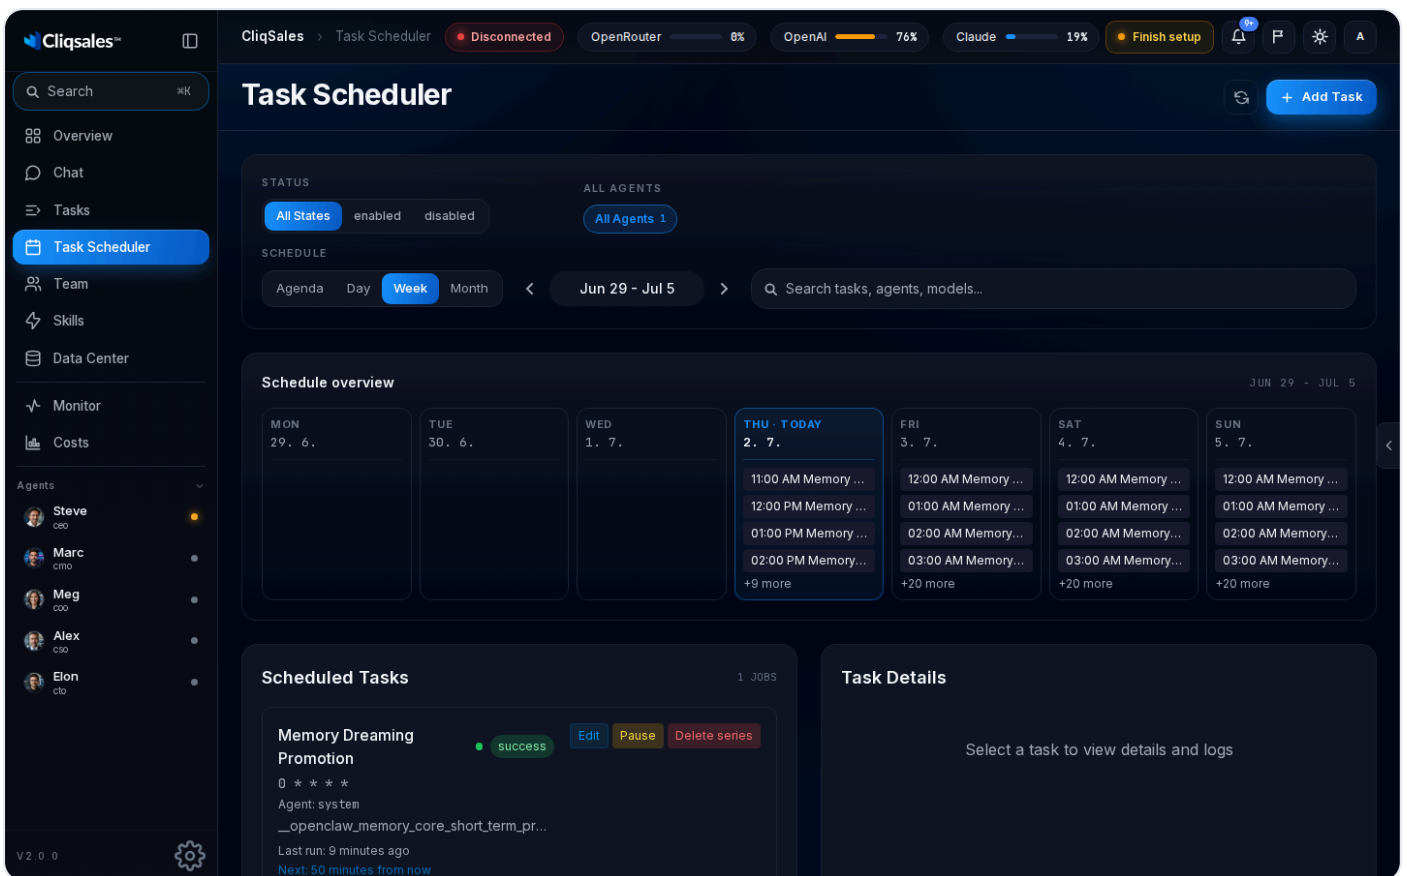 Cliqsales™
Search ⌘K
Overview
Chat
Tasks
Task Scheduler
Team
Skills
Data Center
Monitor
Costs
Agents
Steve
ceo
Marc
cmo
Meg
coo
Alex
cso
Elon
cto
V2.0.0
CliqSales › Task Scheduler
Disconnected
OpenRouter 0%
OpenAI 76%
Claude 19%
Finish setup
9+
A
Task Scheduler
+ Add Task
STATUS
All States enabled disabled
ALL AGENTS
All Agents 1
SCHEDULE
Agenda Day Week Month
Jun 29 - Jul 5
Search tasks, agents, models...
Schedule overview
JUN 29 - JUL 5
MON
29. 6.
TUE
30. 6.
WED
1. 7.
THU · TODAY
2. 7.
11:00 AM Memory ...
12:00 PM Memory ...
01:00 PM Memory ...
02:00 PM Memory...
+9 more
FRI
3. 7.
12:00 AM Memory ...
01:00 AM Memory...
02:00 AM Memory...
03:00 AM Memory...
+20 more
SAT
4. 7.
12:00 AM Memory ...
01:00 AM Memory...
02:00 AM Memory...
03:00 AM Memory...
+20 more
SUN
5. 7.
12:00 AM Memory ...
01:00 AM Memory...
02:00 AM Memory...
03:00 AM Memory...
+20 more
Scheduled Tasks
1 JOBS
Memory Dreaming
Promotion
success
Edit Pause Delete series
0 * * * *
Agent: system
__openclaw_memory_core_short_term_pr...
Last run: 9 minutes ago
Next: 50 minutes from now
Task Details
Select a task to view details and logs